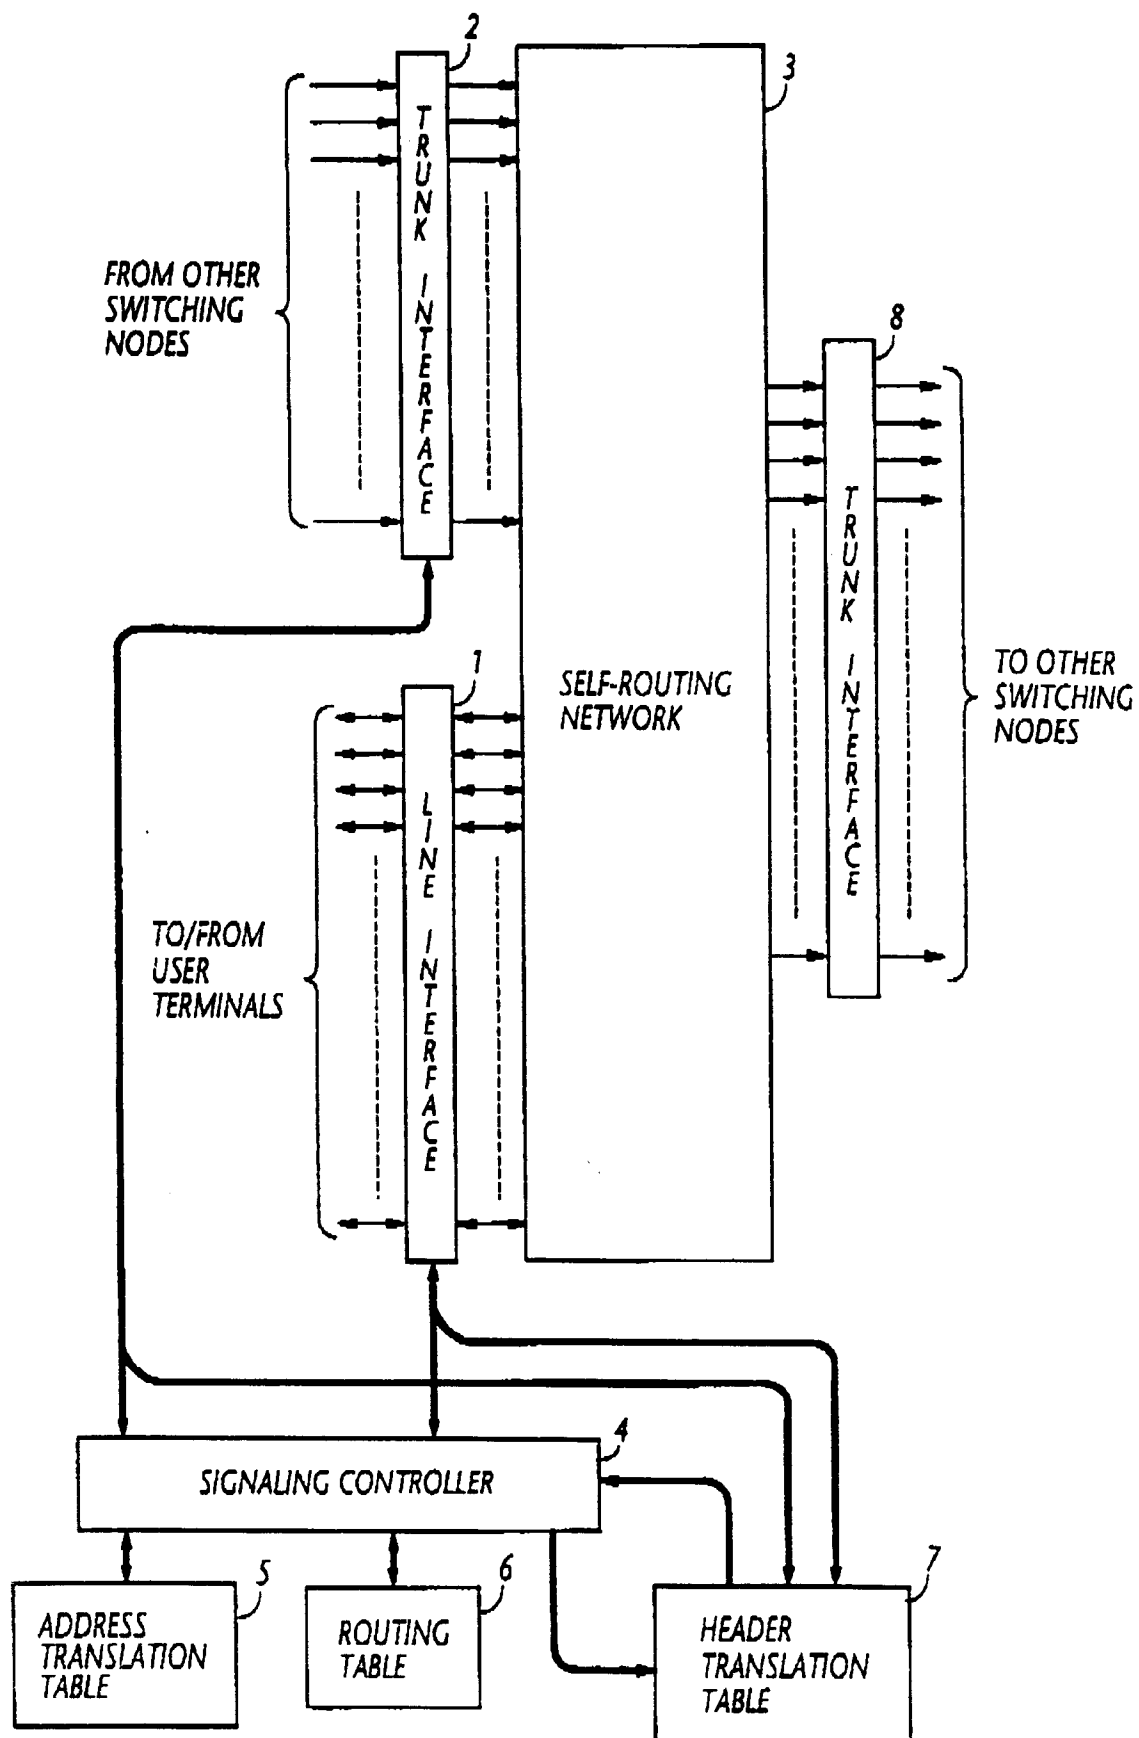 2
3
TRUNK INTERFACE
FROM OTHER
SWITCHING
NODES
8
TRUNK INTERFACE
TO OTHER
SWITCHING
NODES
1
SELF-ROUTING
NETWORK
LINE INTERFACE
TO/FROM
USER
TERMINALS
4
SIGNALING CONTROLLER
5
ADDRESS
TRANSLATION
TABLE
6
ROUTING
TABLE
7
HEADER
TRANSLATION
TABLE